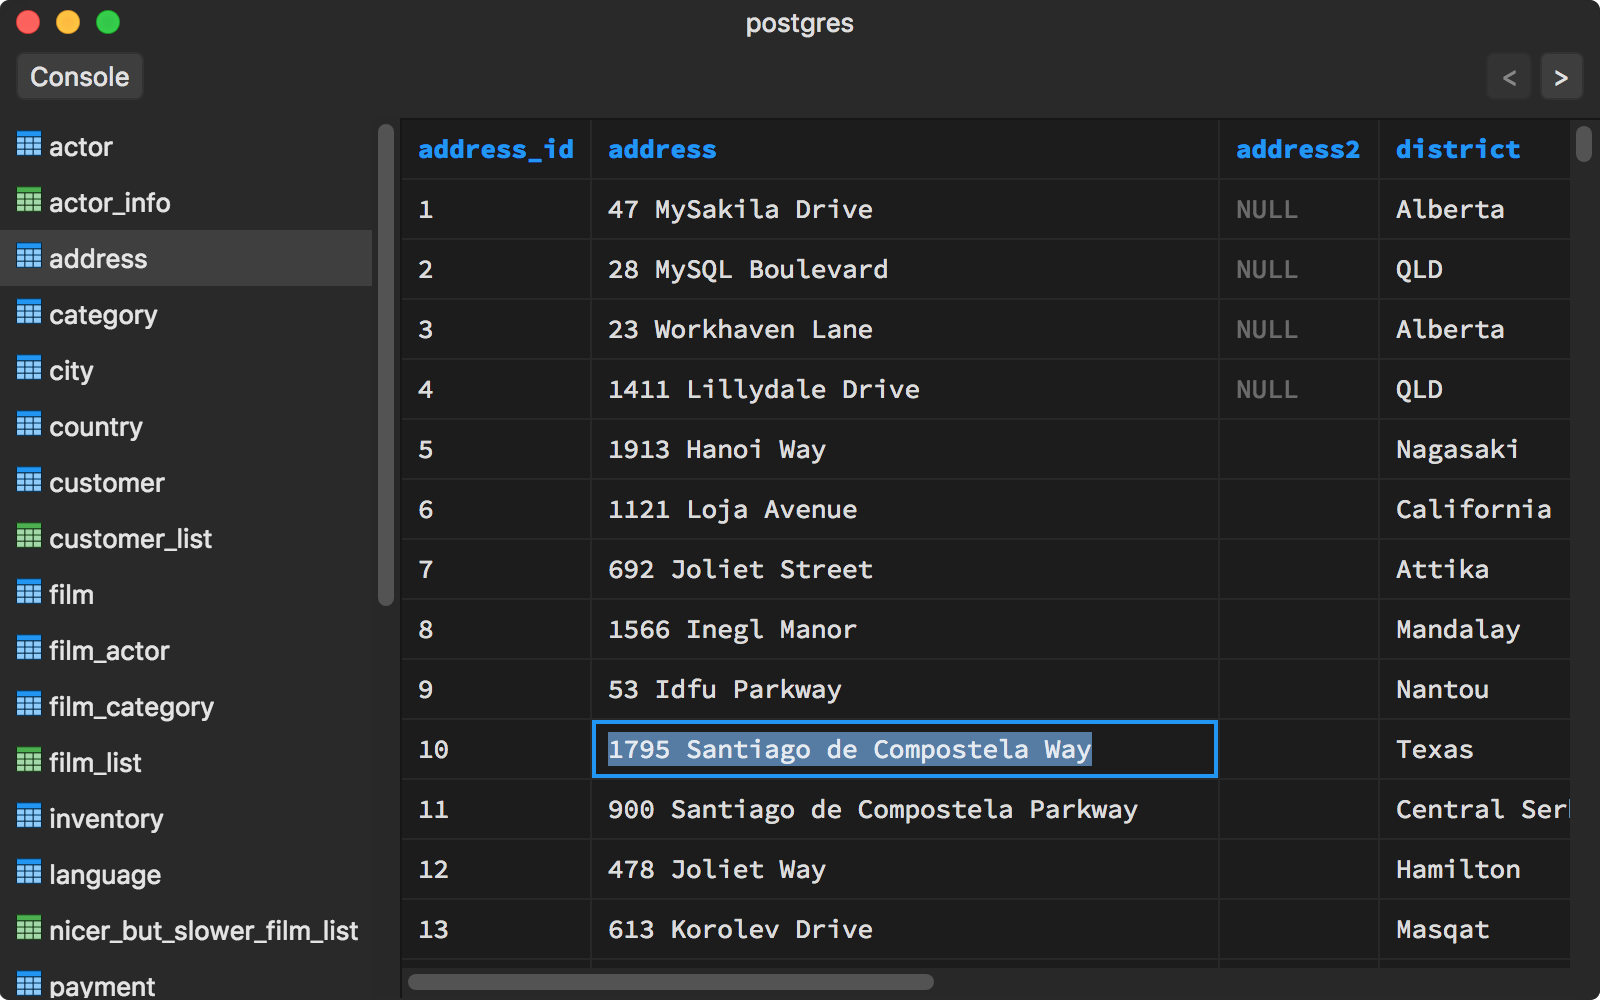 postgres
Console
< >
actor
actor_info
address
category
city
country
customer
customer_list
film
film_actor
film_category
film_list
inventory
language
nicer_but_slower_film_list
payment
address_id address address2 district
1 47 MySakila Drive NULL Alberta
2 28 MySQL Boulevard NULL QLD
3 23 Workhaven Lane NULL Alberta
4 1411 Lillydale Drive NULL QLD
5 1913 Hanoi Way Nagasaki
6 1121 Loja Avenue California
7 692 Joliet Street Attika
8 1566 Inegl Manor Mandalay
9 53 Idfu Parkway Nantou
10 1795 Santiago de Compostela Way Texas
11 900 Santiago de Compostela Parkway Central
12 478 Joliet Way Hamilton
13 613 Korolev Drive Masqat